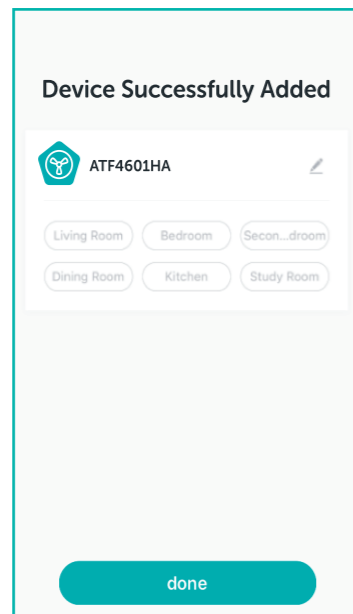 Device Successfully Added
ATF4601HA
Living Room Bedroom Secon...droom
Dining Room Kitchen Study Room
done